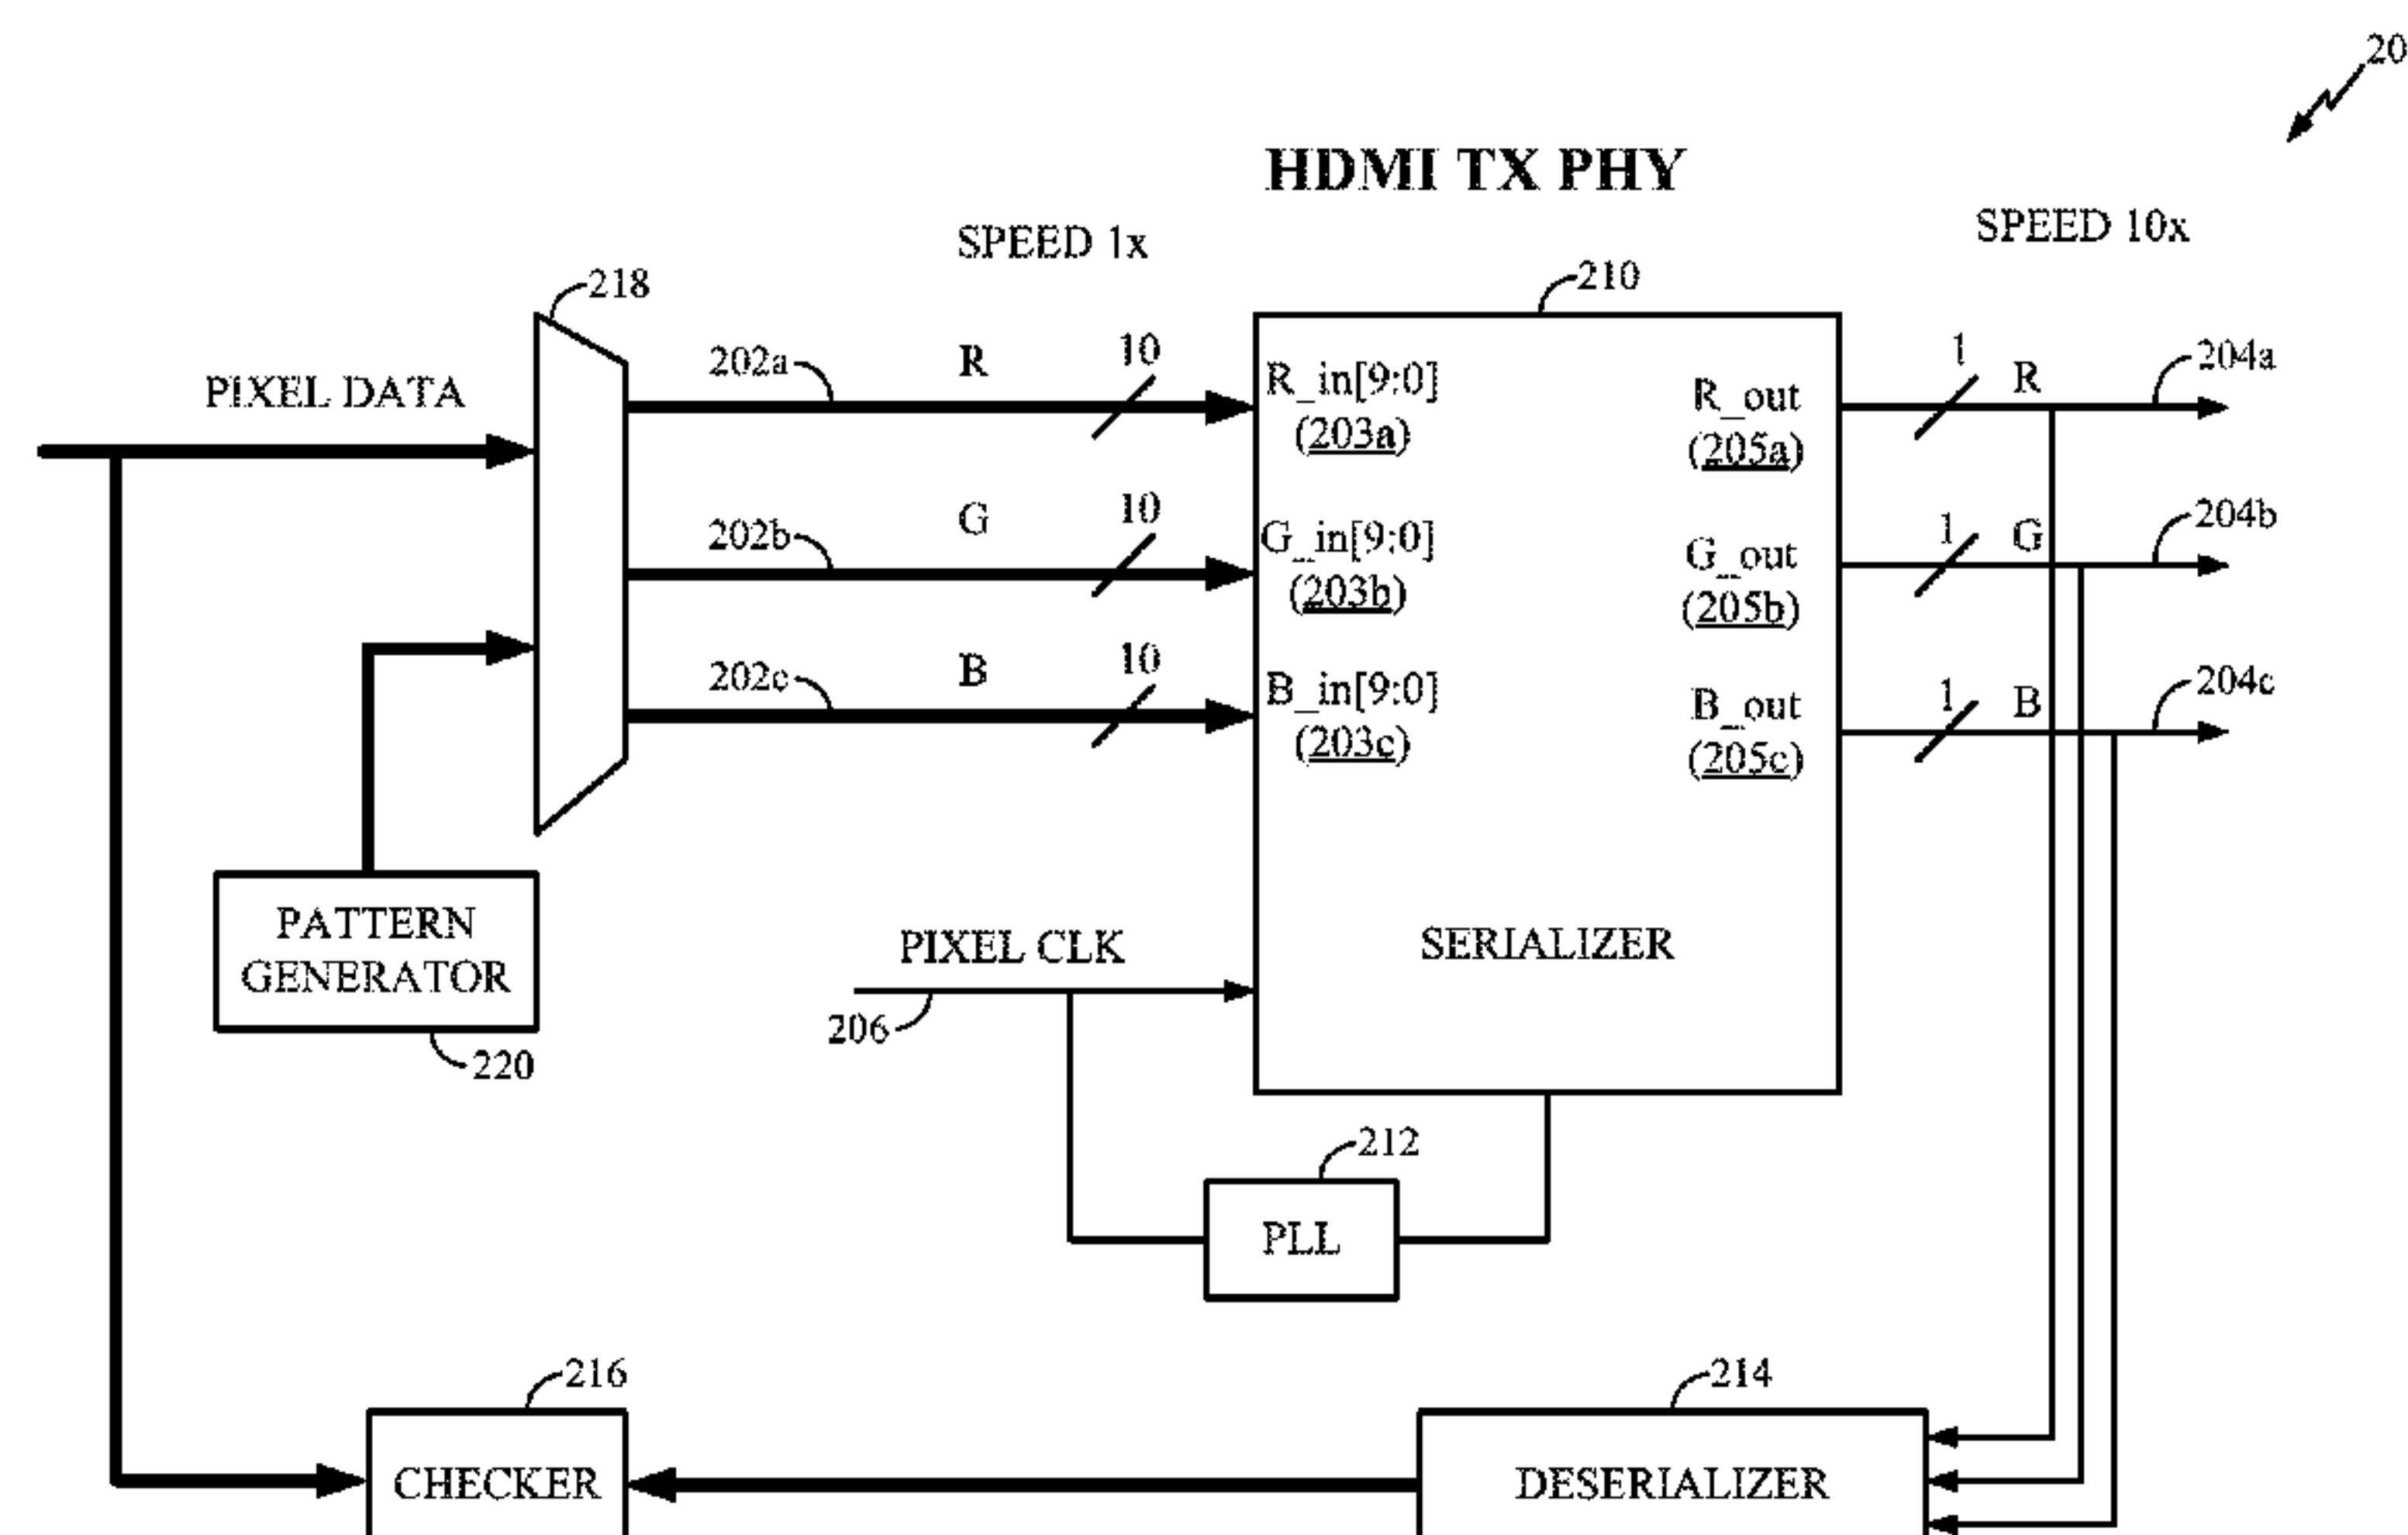 20
HDMI TX PHY
SPEED 1x
SPEED 10x
218
210
PIXEL DATA
202a
R
10
R_in[9:0]
(203a)
R_out
(205a)
1
R
204a
202b
G
10
G_in[9:0]
(203b)
G_out
(205b)
1
G
204b
202c
B
10
B_in[9:0]
(203c)
B_out
(205c)
1
B
204c
PATTERN
GENERATOR
220
PIXEL CLK
206
SERIALIZER
212
PLL
216
CHECKER
214
DESERIALIZER